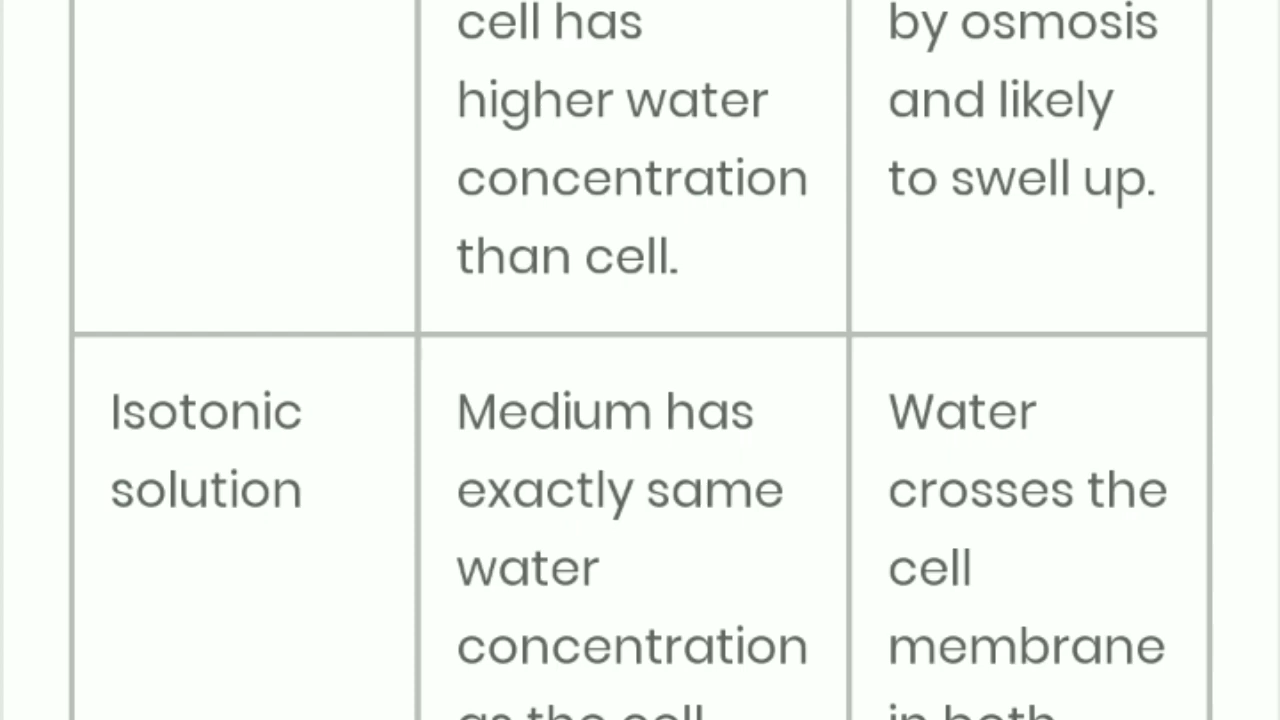 cell has
higher water
concentration
than cell.
by osmosis
and likely
to swell up.
Isotonic
solution
Medium has
exactly same
water
concentration
as the cell
Water
crosses the
cell
membrane
in both